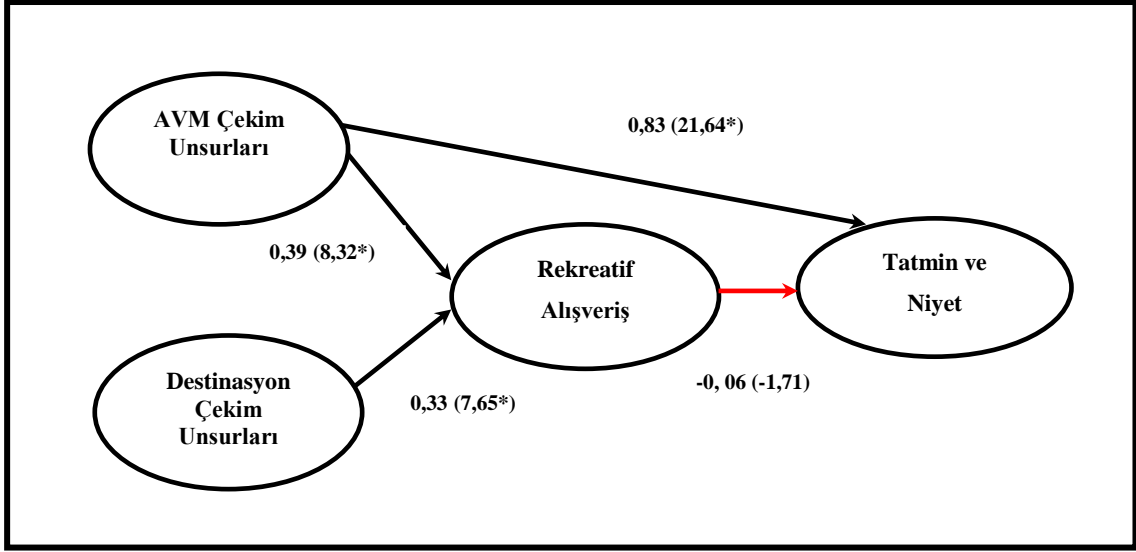 AVM Çekim
Unsurları
0,83 (21,64*)
0,39 (8,32*)
Rekreatif
Alışveriş
Tatmin ve
Niyet
Destinasyon
Çekim
Unsurları
0,33 (7,65*)
-0, 06 (-1,71)